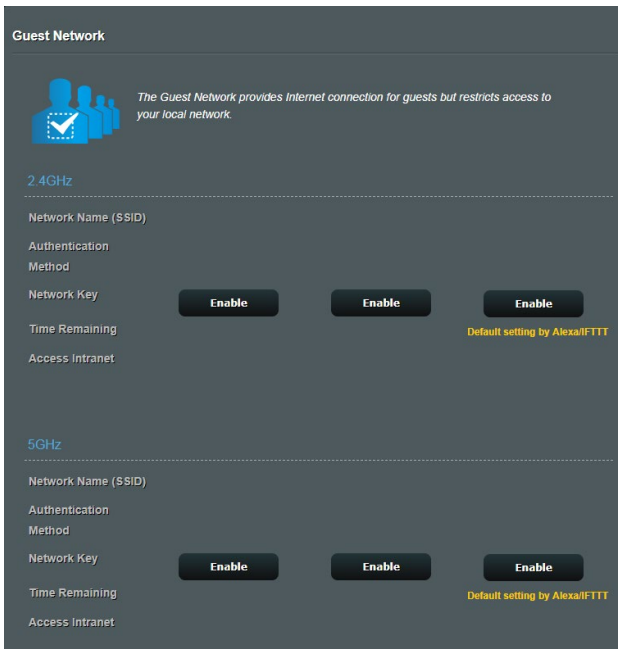 Guest Network
The Guest Network provides Internet connection for guests but restricts access to
your local network.
2.4GHz
Network Name (SSID)
Authentication
Method
Network Key
Enable
Enable
Enable
Time Remaining
Default setting by Alexa/IFTTT
Access Intranet
5GHz
Network Name (SSID)
Authentication
Method
Network Key
Enable
Enable
Enable
Time Remaining
Default setting by Alexa/IFTTT
Access Intranet